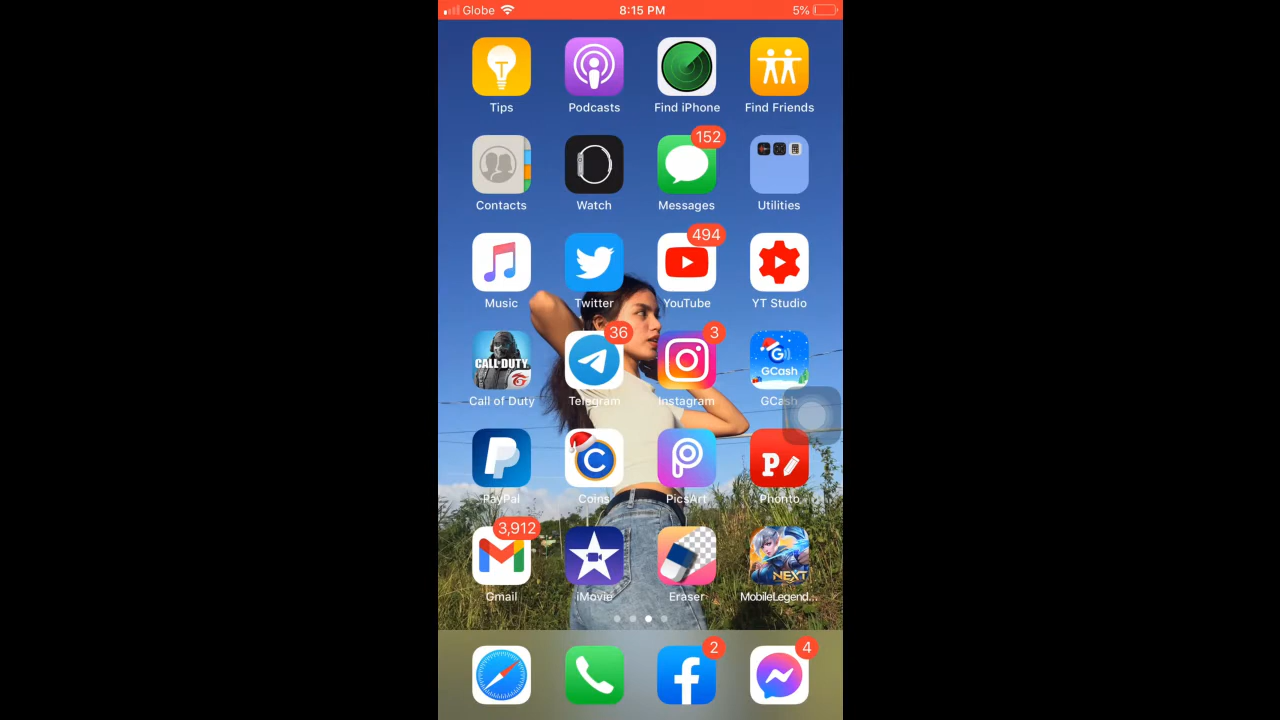 Globe 8:15 PM 5%
Tips Podcasts Find iPhone Find Friends
152
Contacts Watch Messages Utilities
494
Music Twitter YouTube YT Studio
36 3
CALL DUTY GCash
Call of Duty Telegram Instagram GCash
C P
PayPal Coins PicsArt Phonto
3,912
NEXT
Gmail iMovie Eraser MobileLegend...
2 4